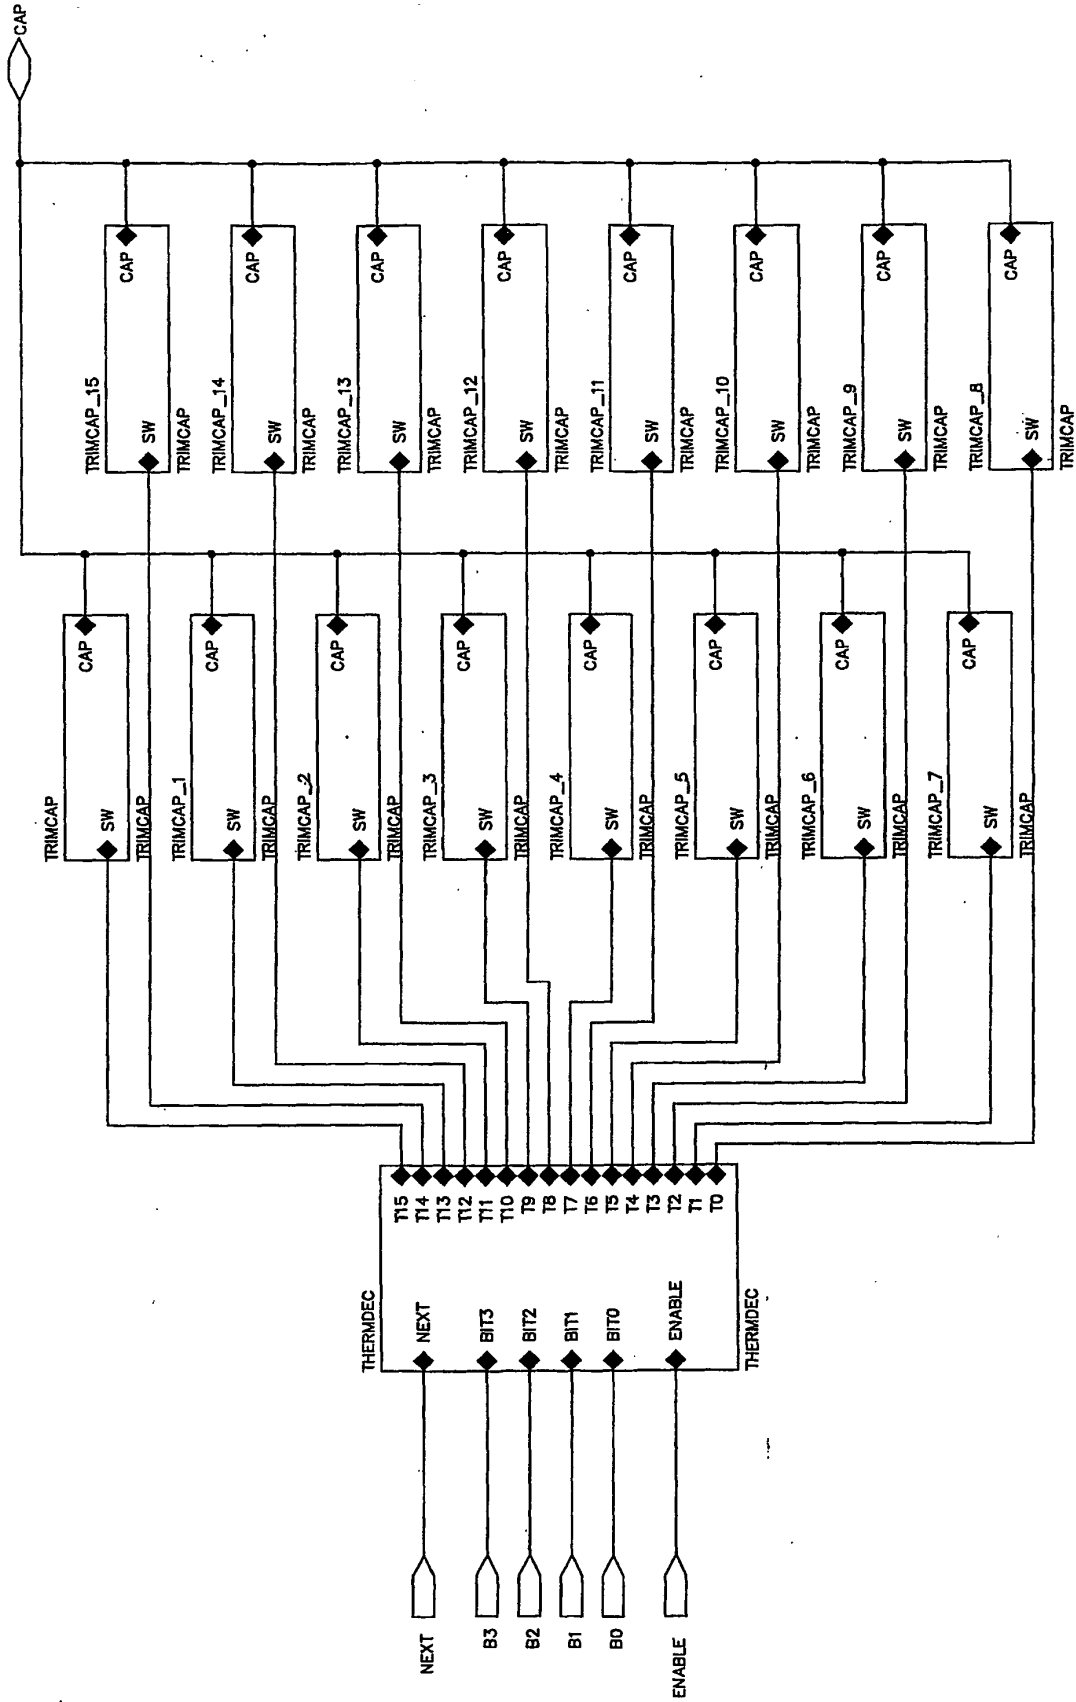 NEXT
B3
B2
B1
B0
ENABLE
THERMDEC
NEXT
BIT3
BIT2
BIT1
BIT0
ENABLE
T15
T14
T13
T12
T11
T10
T9
T8
T7
T6
T5
T4
T3
T2
T1
T0
THERMDEC
TRIMCAP
SW CAP
TRIMCAP
TRIMCAP_1
SW CAP
TRIMCAP
TRIMCAP_2
SW CAP
TRIMCAP
TRIMCAP_3
SW CAP
TRIMCAP
TRIMCAP_4
SW CAP
TRIMCAP
TRIMCAP_5
SW CAP
TRIMCAP
TRIMCAP_6
SW CAP
TRIMCAP
TRIMCAP_7
SW CAP
TRIMCAP
TRIMCAP_15
SW CAP
TRIMCAP
TRIMCAP_14
SW CAP
TRIMCAP
TRIMCAP_13
SW CAP
TRIMCAP
TRIMCAP_12
SW CAP
TRIMCAP
TRIMCAP_11
SW CAP
TRIMCAP
TRIMCAP_10
SW CAP
TRIMCAP
TRIMCAP_9
SW CAP
TRIMCAP
TRIMCAP_8
SW CAP
TRIMCAP
CAP